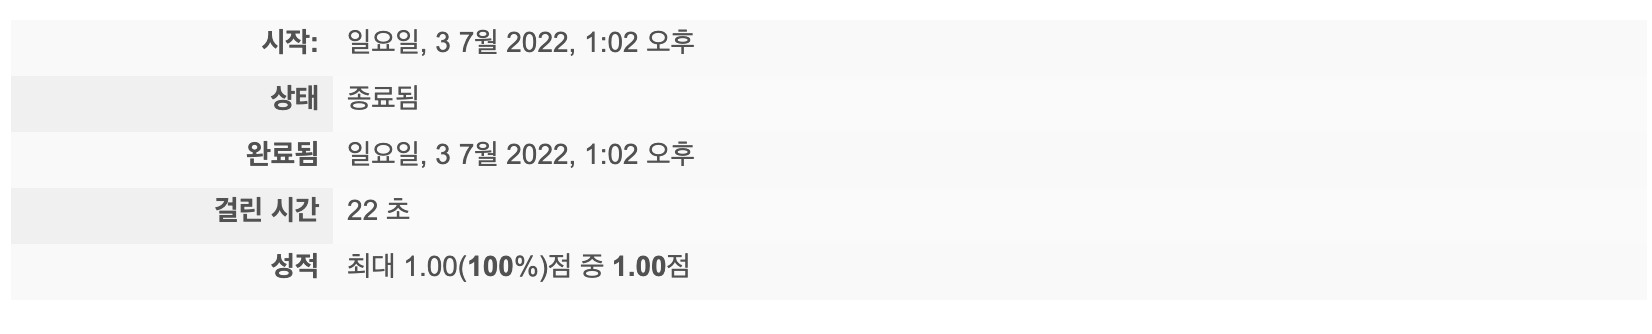 시작: 일요일, 3 7월 2022, 1:02 오후
상태 종료됨
완료됨 일요일, 3 7월 2022, 1:02 오후
걸린 시간 22 초
성적 최대 1.00(100%)점 중 1.00점